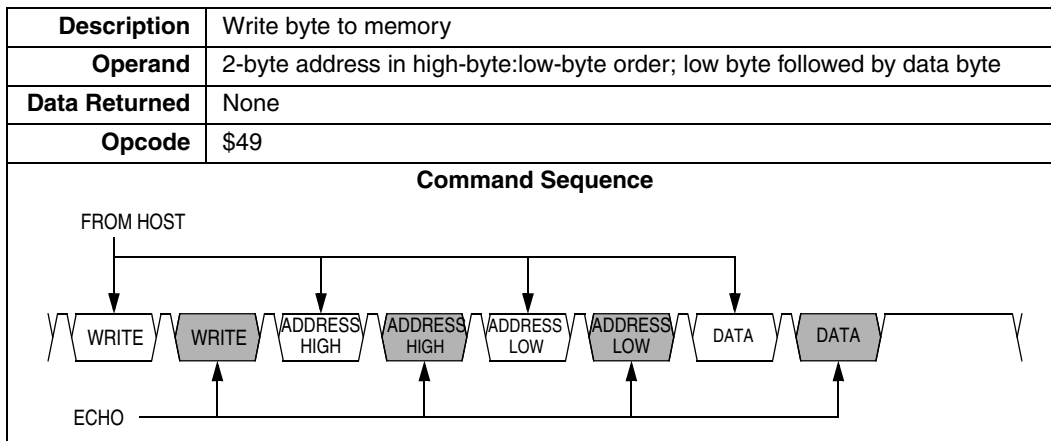 Description Write byte to memory
Operand 2-byte address in high-byte:low-byte order; low byte followed by data byte
Data Returned None
Opcode $49
Command Sequence
FROM HOST
WRITE WRITE ADDRESS HIGH ADDRESS HIGH ADDRESS LOW ADDRESS LOW DATA DATA
ECHO